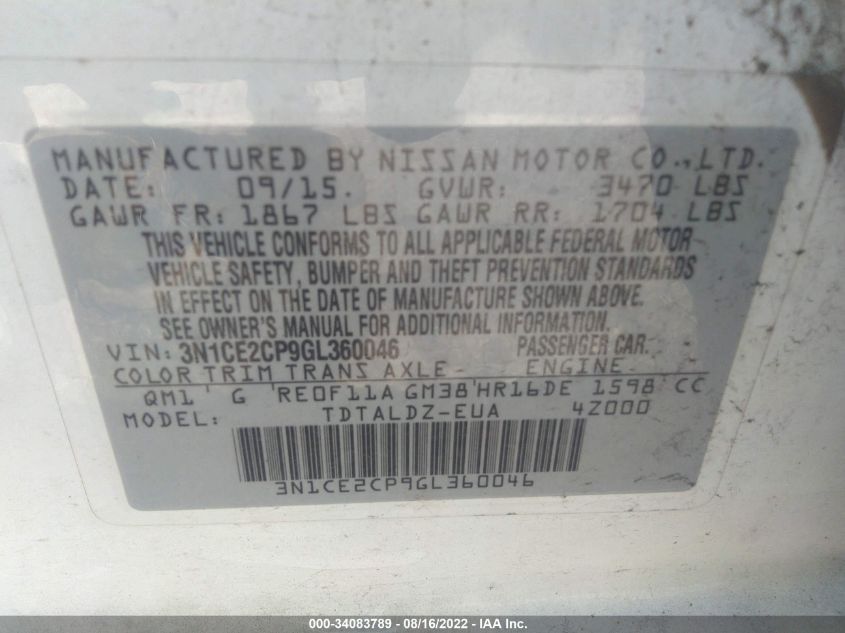 MANUFACTURED BY NISSAN MOTOR CO.,LTD.
DATE: 09/15. GVWR: 3470 LBS
GAWR FR: 1867 LBS GAWR RR: 1704 LBS
THIS VEHICLE CONFORMS TO ALL APPLICABLE FEDERAL MOTOR
VEHICLE SAFETY, BUMPER AND THEFT PREVENTION STANDARDS
IN EFFECT ON THE DATE OF MANUFACTURE SHOWN ABOVE.
SEE OWNER'S MANUAL FOR ADDITIONAL INFORMATION.
VIN: 3N1CE2CP9GL360046 PASSENGER CAR
COLOR TRIM TRANS AXLE ENGINE
QM1 G RE0F11A GM38 HR16DE 1598 CC
MODEL: TDTALDZ-EUA 4Z000
3N1CE2CP9GL360046
000-34083789 - 08/16/2022 - IAA Inc.